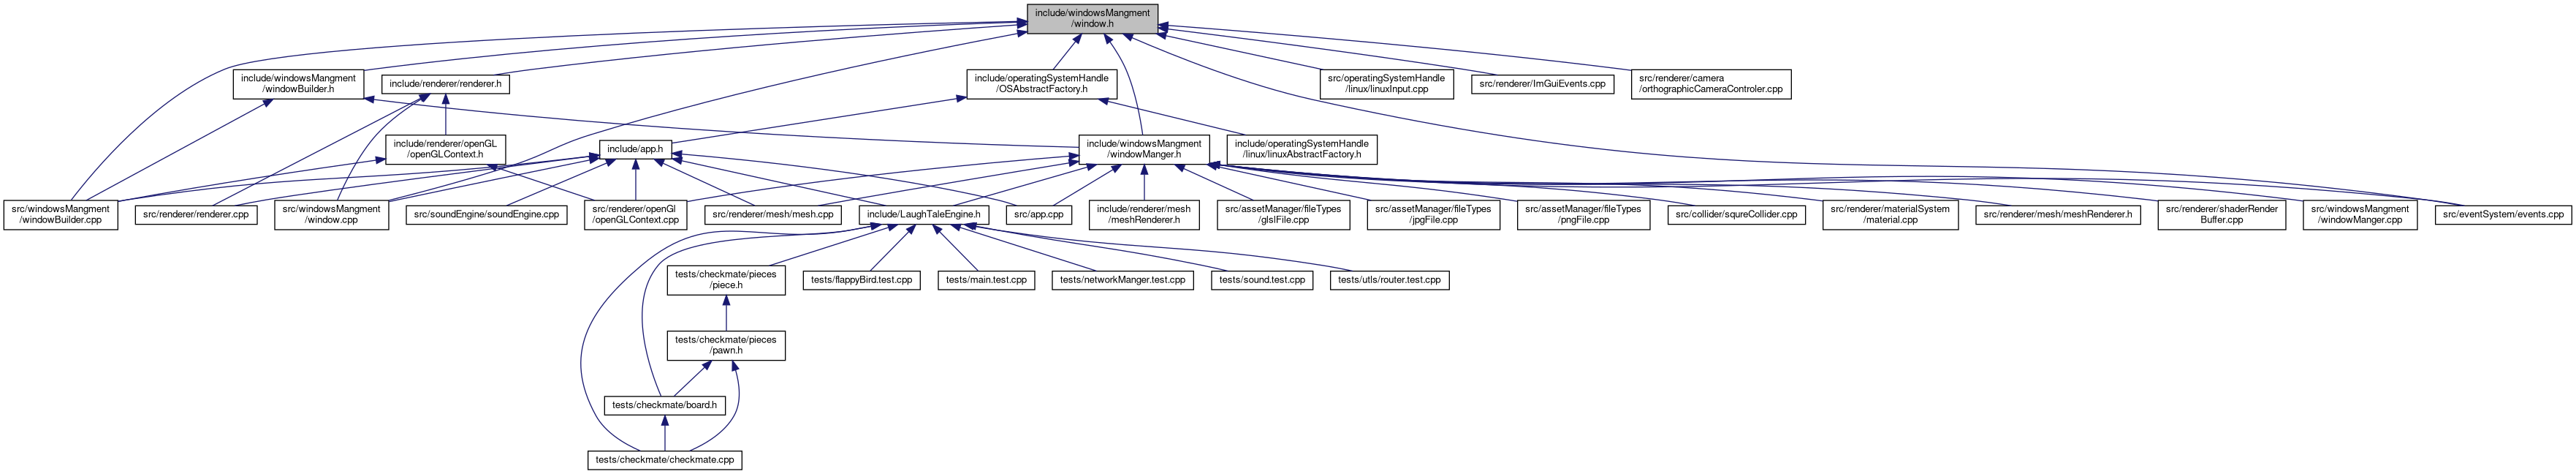 include/windowsMangment
/window.h
include/windowsMangment
/windowBuilder.h
include/renderer/renderer.h
include/operatingSystemHandle
/OSAbstractFactory.h
src/operatingSystemHandle
/linux/linuxInput.cpp
src/renderer/ImGuiEvents.cpp
src/renderer/camera
/orthographicCameraControler.cpp
include/renderer/openGL
/openGLContext.h
include/app.h
include/windowsMangment
/windowManger.h
include/operatingSystemHandle
/linux/linuxAbstractFactory.h
src/windowsMangment
/windowBuilder.cpp
src/renderer/renderer.cpp
src/windowsMangment
/window.cpp
src/soundEngine/soundEngine.cpp
src/renderer/openGl
/openGLContext.cpp
src/renderer/mesh/mesh.cpp
include/LaughTaleEngine.h
src/app.cpp
include/renderer/mesh
/meshRenderer.h
src/assetManager/fileTypes
/glslFile.cpp
src/assetManager/fileTypes
/jpgFile.cpp
src/assetManager/fileTypes
/pngFile.cpp
src/collider/squreCollider.cpp
src/renderer/materialSystem
/material.cpp
src/renderer/mesh/meshRenderer.h
src/renderer/shaderRender
Buffer.cpp
src/windowsMangment
/windowManger.cpp
src/eventSystem/events.cpp
tests/checkmate/pieces
/piece.h
tests/flappyBird.test.cpp
tests/main.test.cpp
tests/networkManger.test.cpp
tests/sound.test.cpp
tests/utls/router.test.cpp
tests/checkmate/pieces
/pawn.h
tests/checkmate/board.h
tests/checkmate/checkmate.cpp